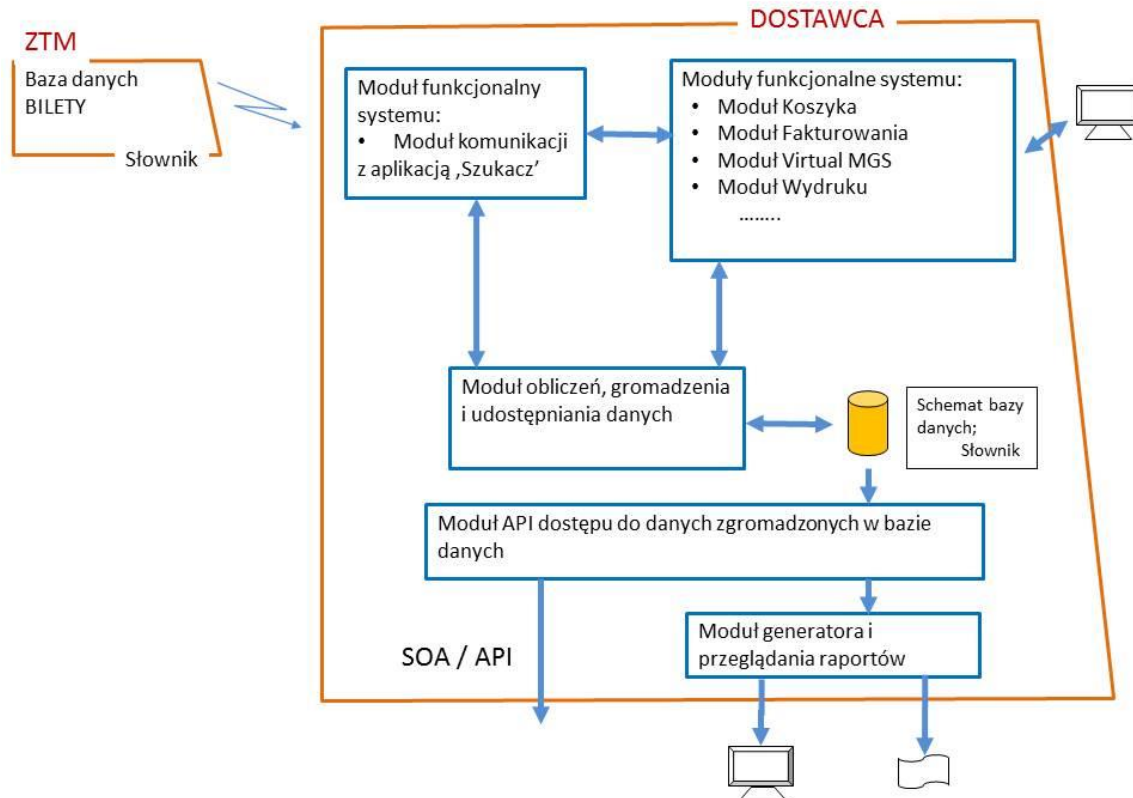 DOSTAWCA
ZTM
Baza danych
BILETY
Słownik
Moduł funkcjonalny
systemu:
• Moduł komunikacji
z aplikacją ‚Szukacz’
Moduły funkcjonalne systemu:
• Moduł Koszyka
• Moduł Fakturowania
• Moduł Virtual MGS
• Moduł Wydruku
........
Moduł obliczeń, gromadzenia
i udostępniania danych
Schemat bazy
danych;
Słownik
Moduł API dostępu do danych zgromadzonych w bazie
danych
SOA / API
Moduł generatora i
przeglądania raportów